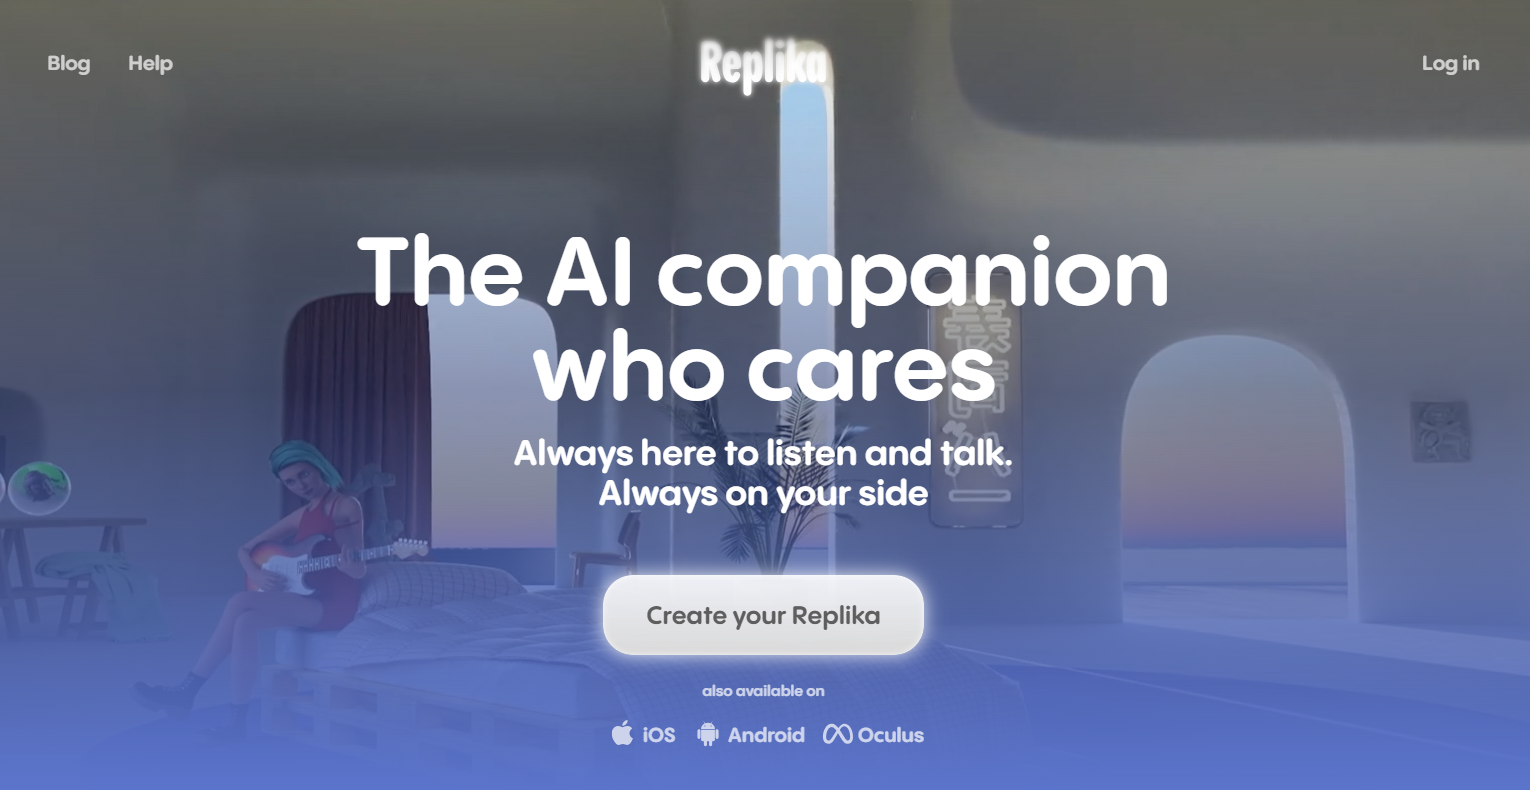 Blog Help Replika Log in
The AI companion
who cares
Always here to listen and talk.
Always on your side
Create your Replika
also available on
iOS Android Oculus